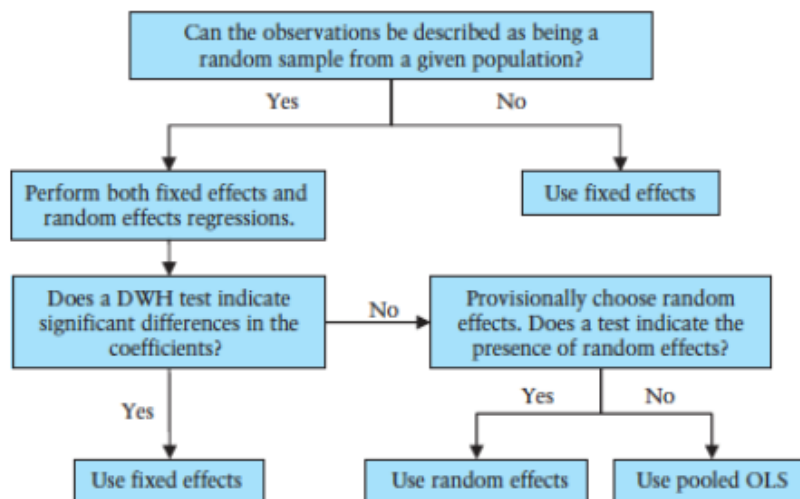 Can the observations be described as being a
random sample from a given population?
Yes
No
Perform both fixed effects and
random effects regressions.
Use fixed effects
Does a DWH test indicate
significant differences in the
coefficients?
No
Provisionally choose random
effects. Does a test indicate the
presence of random effects?
Yes
Yes
No
Use fixed effects
Use random effects
Use pooled OLS